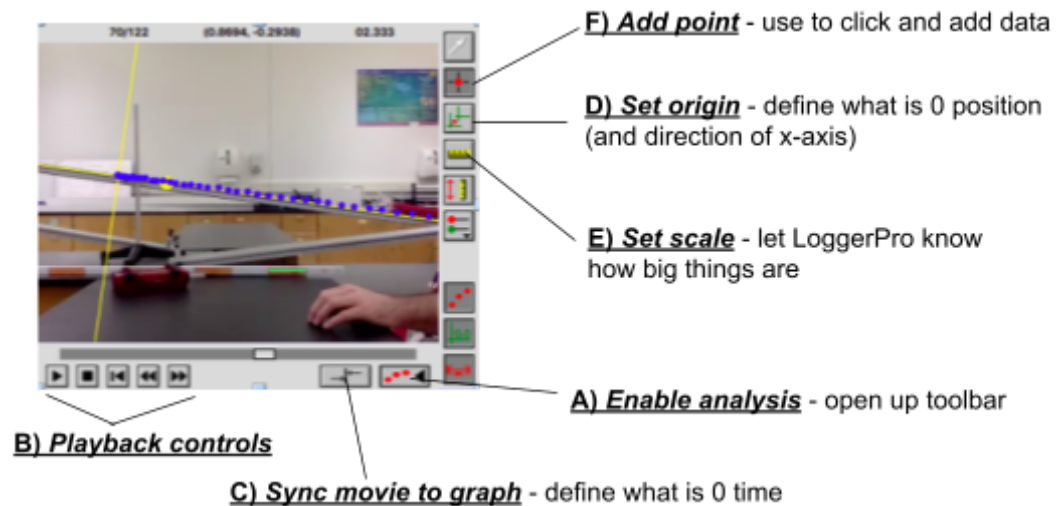 70/122 (0.8694, -0.2938) 02.333
F) Add point - use to click and add data
D) Set origin - define what is 0 position
(and direction of x-axis)
E) Set scale - let LoggerPro know
how big things are
A) Enable analysis - open up toolbar
B) Playback controls
C) Sync movie to graph - define what is 0 time